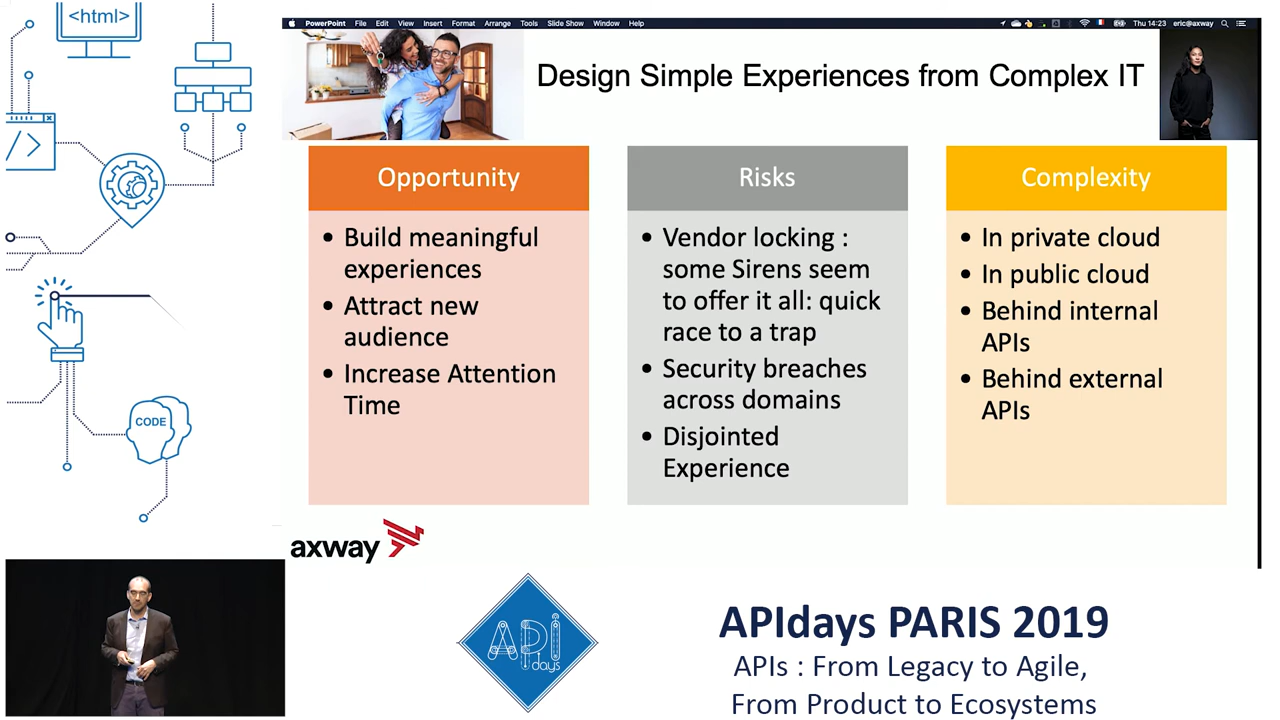 <html>
PowerPoint File Edit View Insert Format Arrange Tools Slide Show Window Help
Thu 14:23 eric@axway
Design Simple Experiences from Complex IT
Opportunity
• Build meaningful
experiences
• Attract new
audience
• Increase Attention
Time
Risks
• Vendor locking :
some Sirens seem
to offer it all: quick
race to a trap
• Security breaches
across domains
• Disjointed
Experience
Complexity
• In private cloud
• In public cloud
• Behind internal
APIs
• Behind external
APIs
</>
CODE
axway
API
days
APIdays PARIS 2019
APIs : From Legacy to Agile,
From Product to Ecosystems